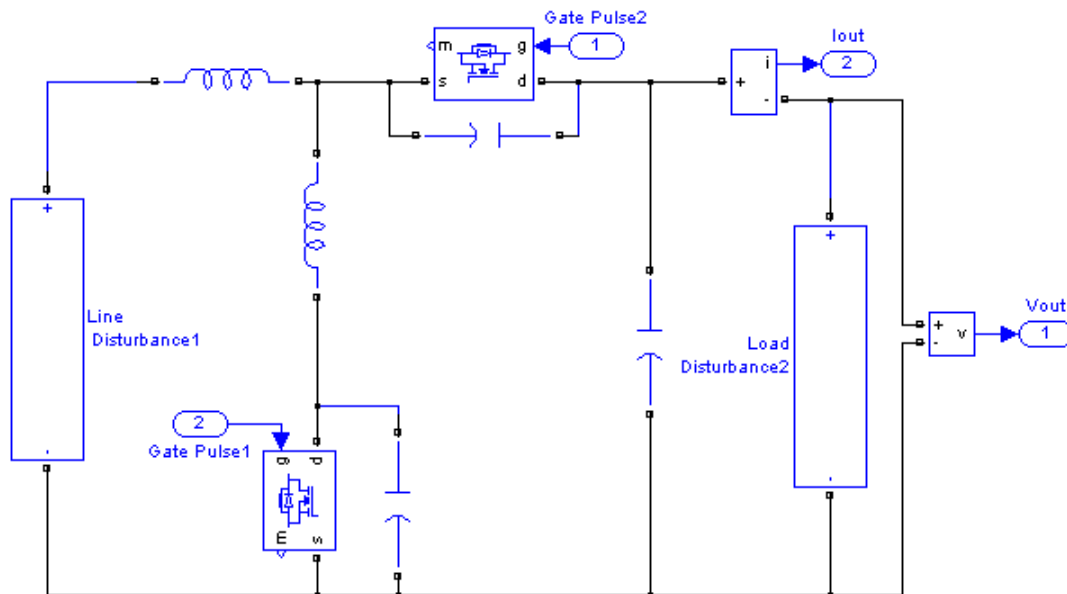 Gate Pulse2
1
m
g
s
d
Iout
2
i
+
-
+
Line
Disturbance1
-
2
Gate Pulse1
g
d
m
s
+
Load
Disturbance2
-
+
-
v
Vout
1